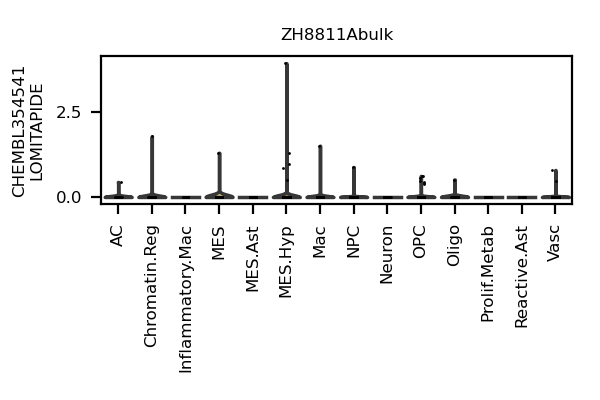 ZH8811Abulk
CHEMBL354541
LOMITAPIDE
2.5
0.0
AC
Chromatin.Reg
Inflammatory.Mac
MES
MES.Ast
MES.Hyp
Mac
NPC
Neuron
OPC
Oligo
Prolif.Metab
Reactive.Ast
Vasc